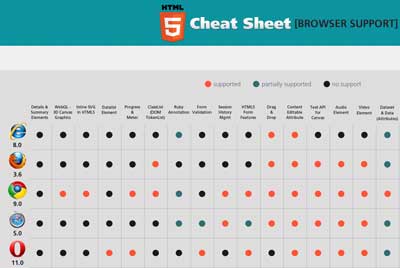 HTML
5 Cheat Sheet [BROWSER SUPPORT]
supported partially supported no support
Details & Summary Elements
WebGL - 3D Canvas Graphics
Inline SVG in HTML5
Datalist Element
Progress & Meter
ClassList (DOM TokenList)
Ruby Annotation
Form Validation
Session History Mgmt
HTML5 Form Features
Drag & Drop
Content Editable Attribute
Text API for Canvas
Audio Element
Video Element
Dataset & Data (Attributes)
8.0
3.6
9.0
5.0
11.0